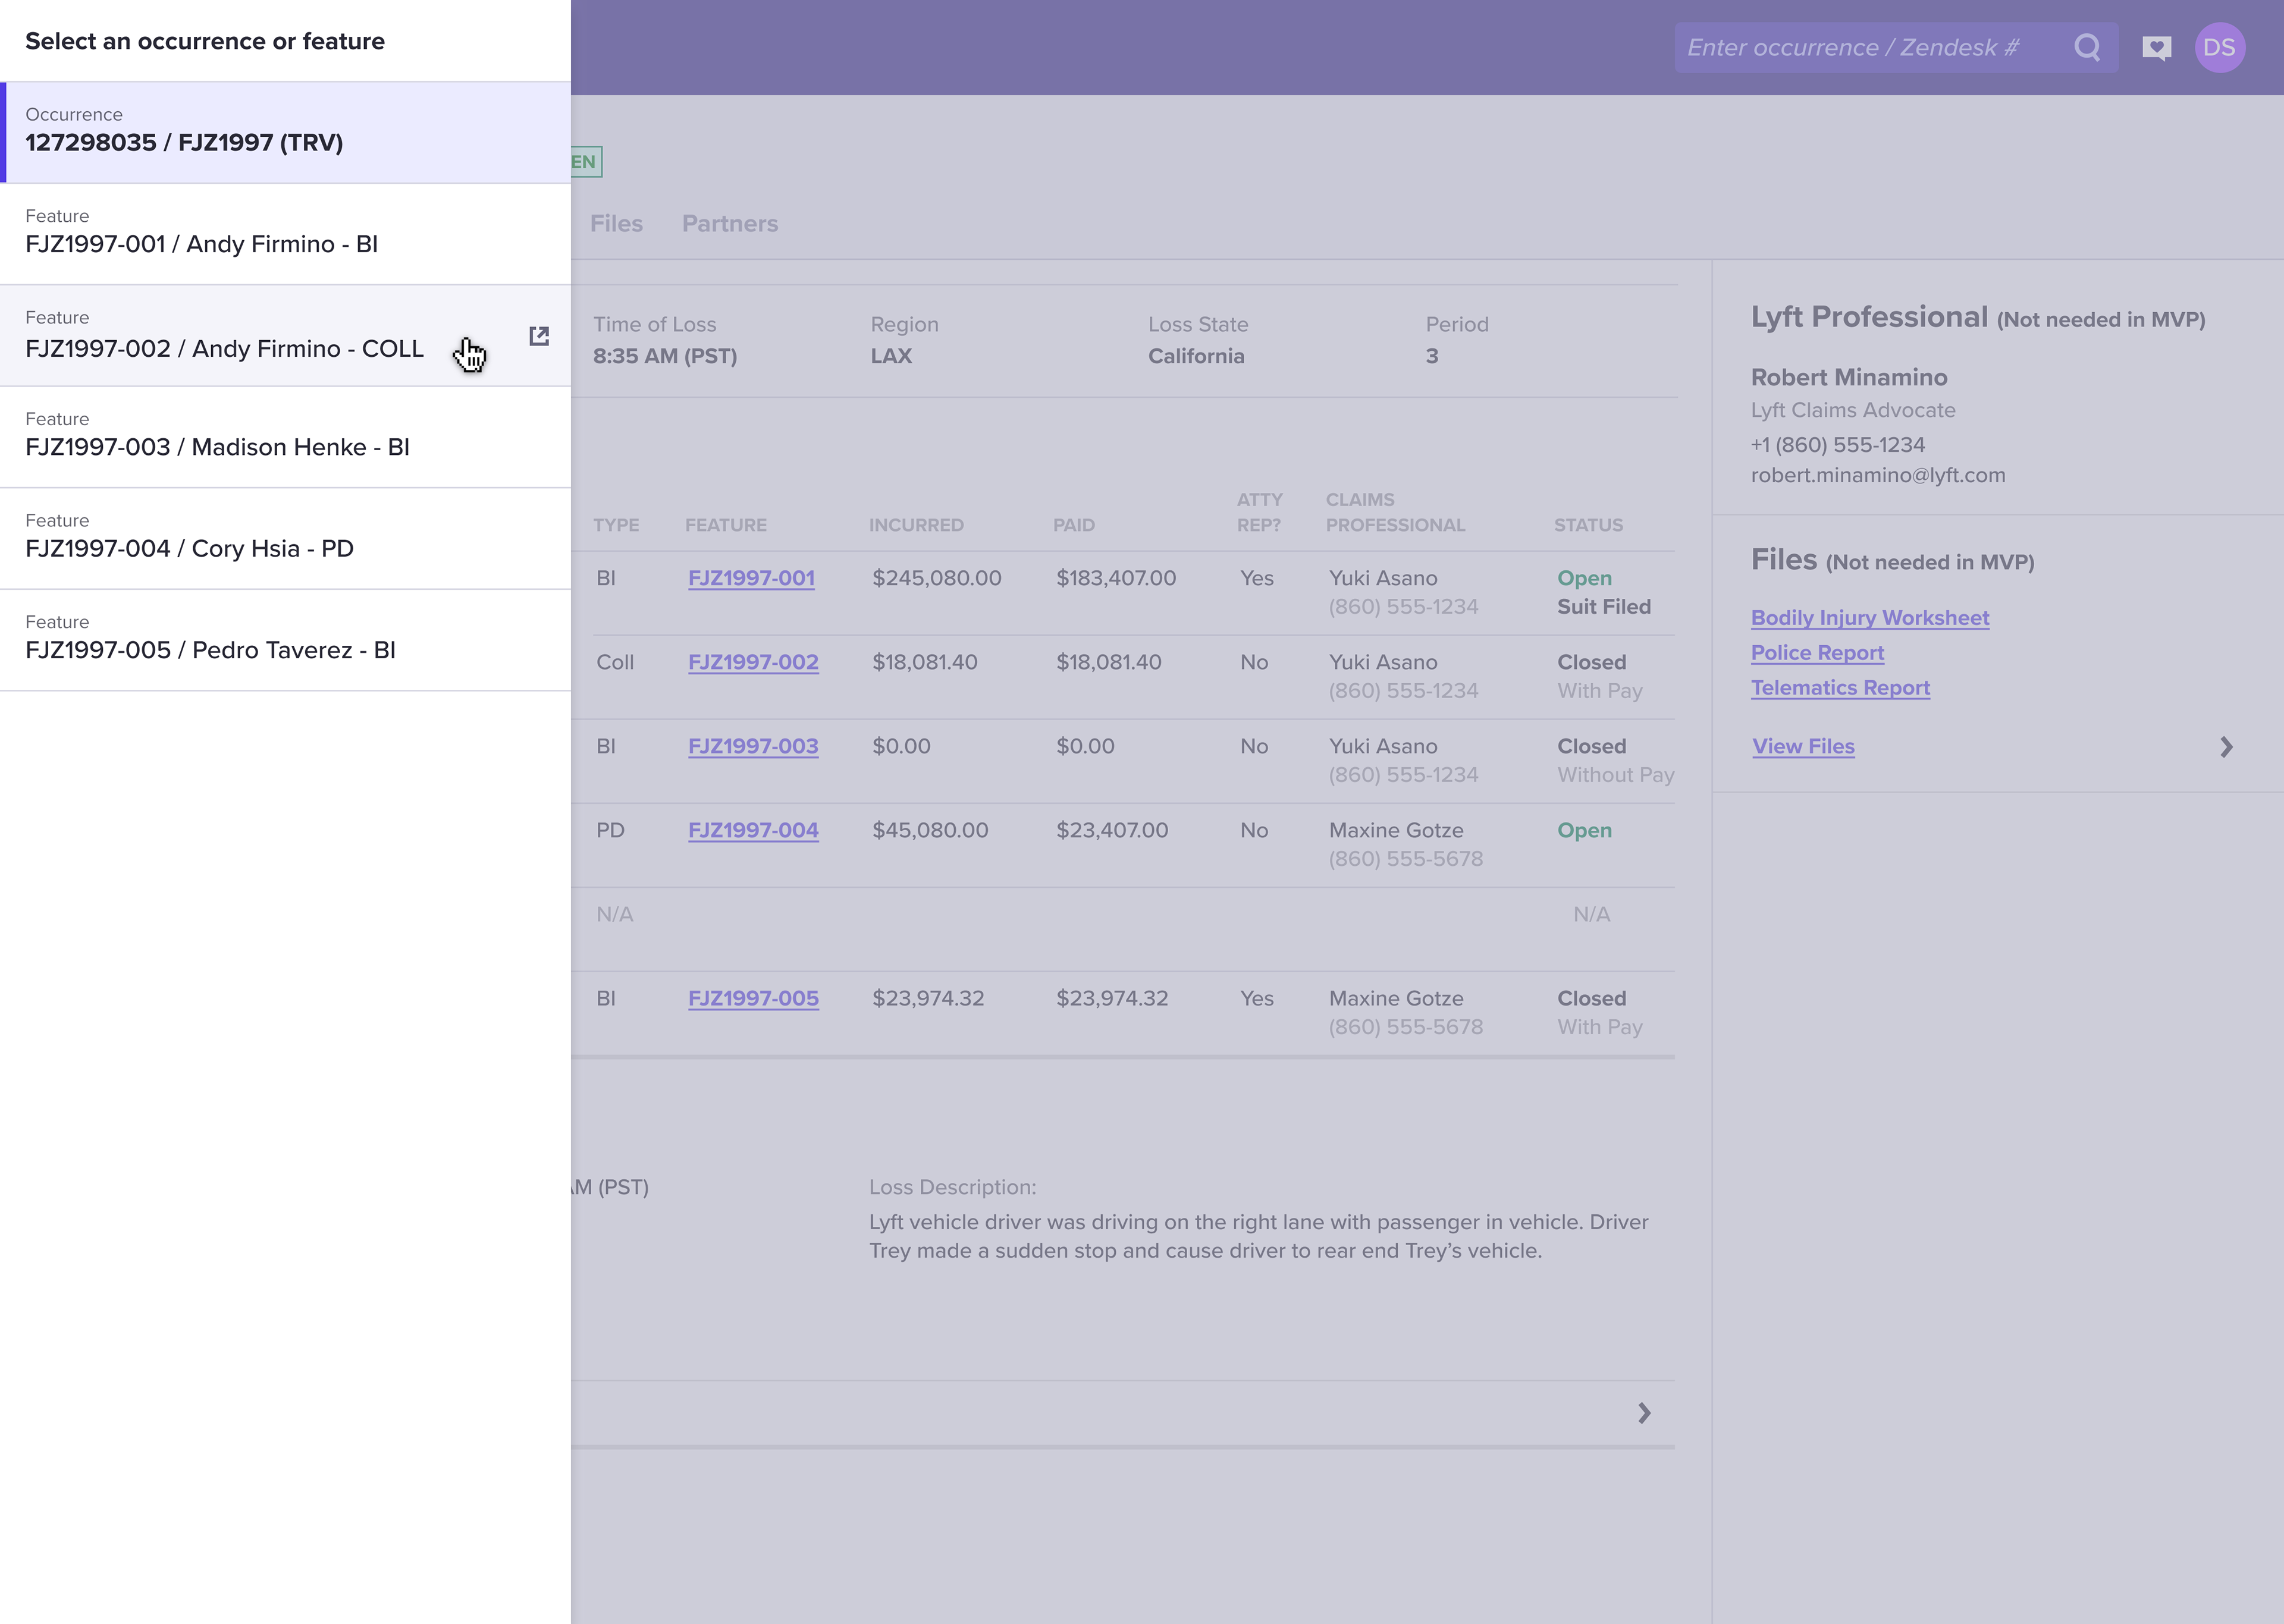 Select an occurrence or feature
Occurrence
127298035 / FJZ1997 (TRV)
Feature
FJZ1997-001 / Andy Firmino - BI
Feature
FJZ1997-002 / Andy Firmino - COLL
Feature
FJZ1997-003 / Madison Henke - BI
Feature
FJZ1997-004 / Cory Hsia - PD
Feature
FJZ1997-005 / Pedro Taverez - BI
Enter occurrence / Zendesk #
DS
EN
Files Partners
Time of Loss Region Loss State Period
8:35 AM (PST) LAX California 3
TYPE FEATURE INCURRED PAID ATTY REP? CLAIMS PROFESSIONAL STATUS
BI FJZ1997-001 $245,080.00 $183,407.00 Yes Yuki Asano Open
(860) 555-1234 Suit Filed
Coll FJZ1997-002 $18,081.40 $18,081.40 No Yuki Asano Closed
(860) 555-1234 With Pay
BI FJZ1997-003 $0.00 $0.00 No Yuki Asano Closed
(860) 555-1234 Without Pay
PD FJZ1997-004 $45,080.00 $23,407.00 No Maxine Gotze Open
(860) 555-5678
N/A N/A
BI FJZ1997-005 $23,974.32 $23,974.32 Yes Maxine Gotze Closed
(860) 555-5678 With Pay
AM (PST)
Loss Description:
Lyft vehicle driver was driving on the right lane with passenger in vehicle. Driver
Trey made a sudden stop and cause driver to rear end Trey’s vehicle.
Lyft Professional (Not needed in MVP)
Robert Minamino
Lyft Claims Advocate
+1 (860) 555-1234
robert.minamino@lyft.com
Files (Not needed in MVP)
Bodily Injury Worksheet
Police Report
Telematics Report
View Files